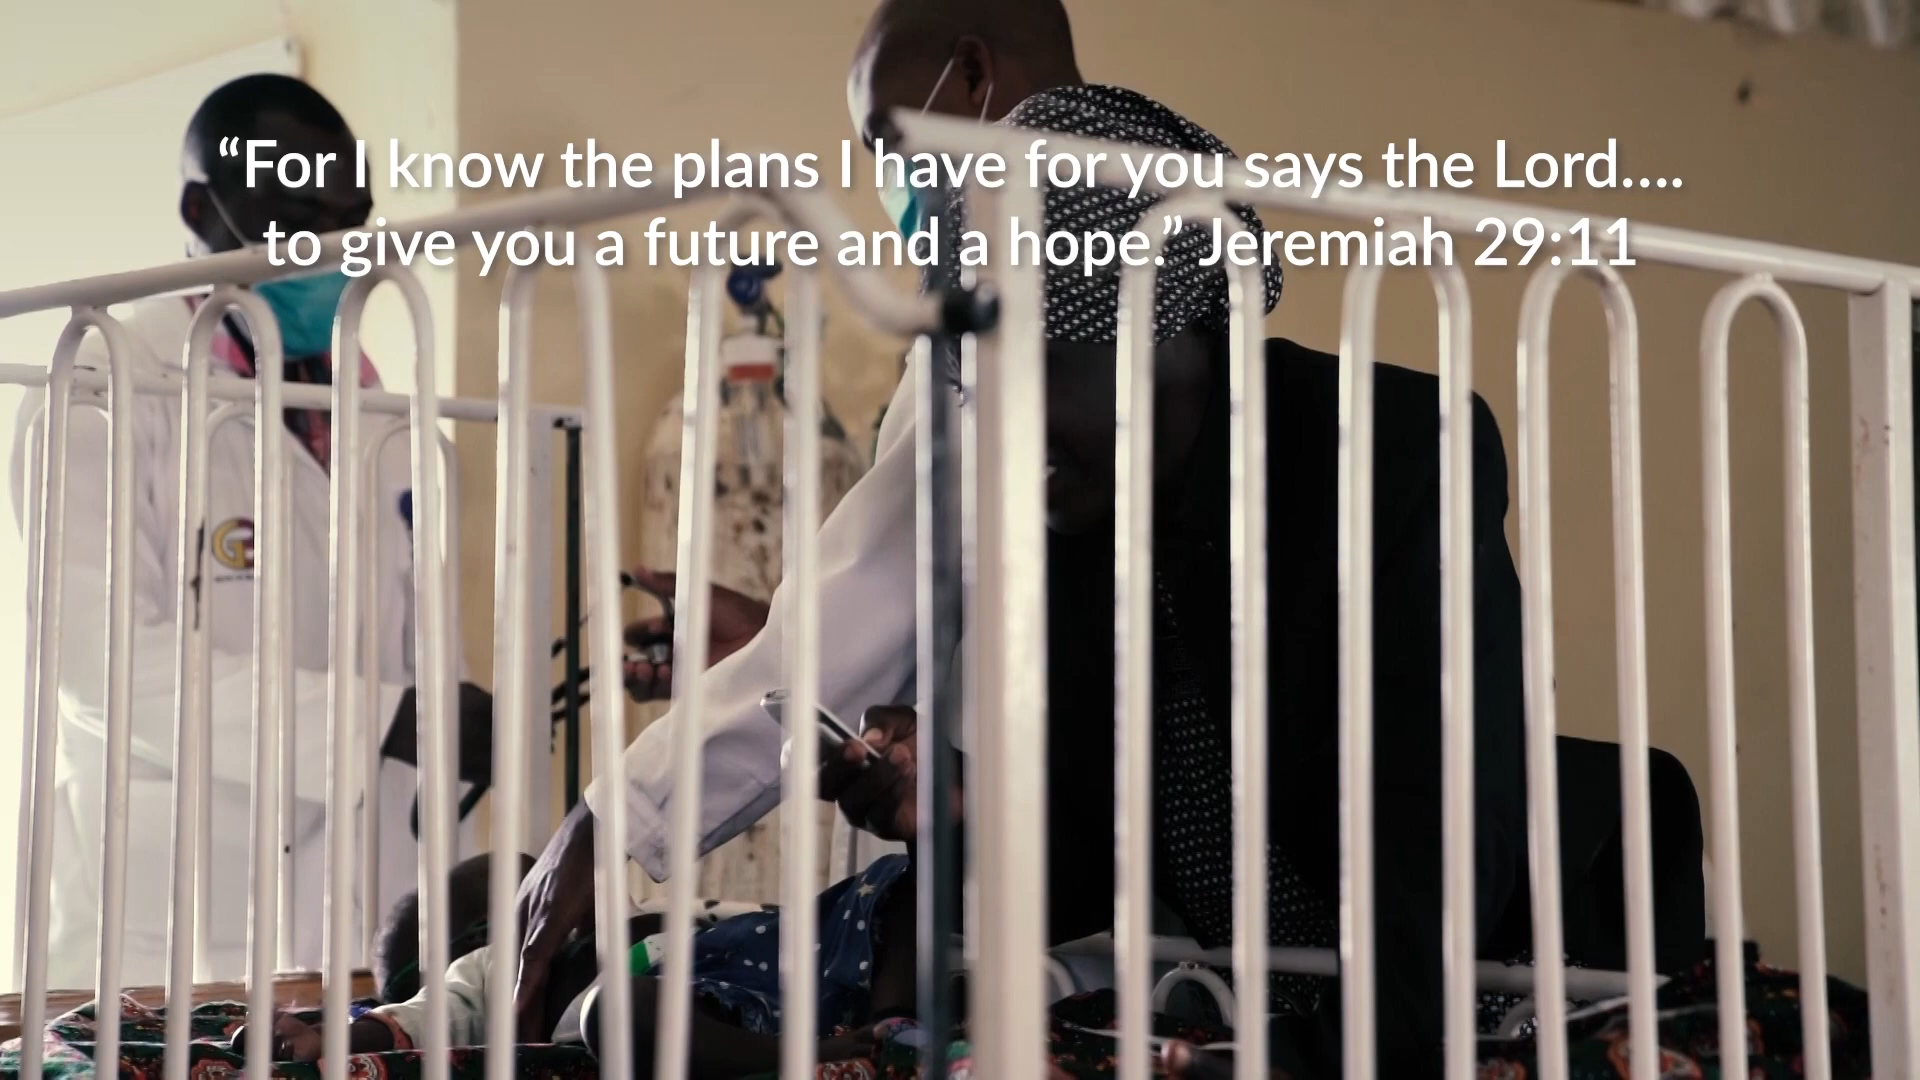 “For I know the plans I have for you says the Lord....
to give you a future and a hope.” Jeremiah 29:11